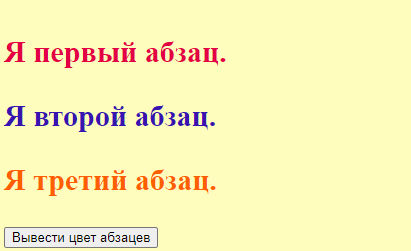 Я первый абзац.
Я второй абзац.
Я третий абзац.
Вывести цвет абзацев